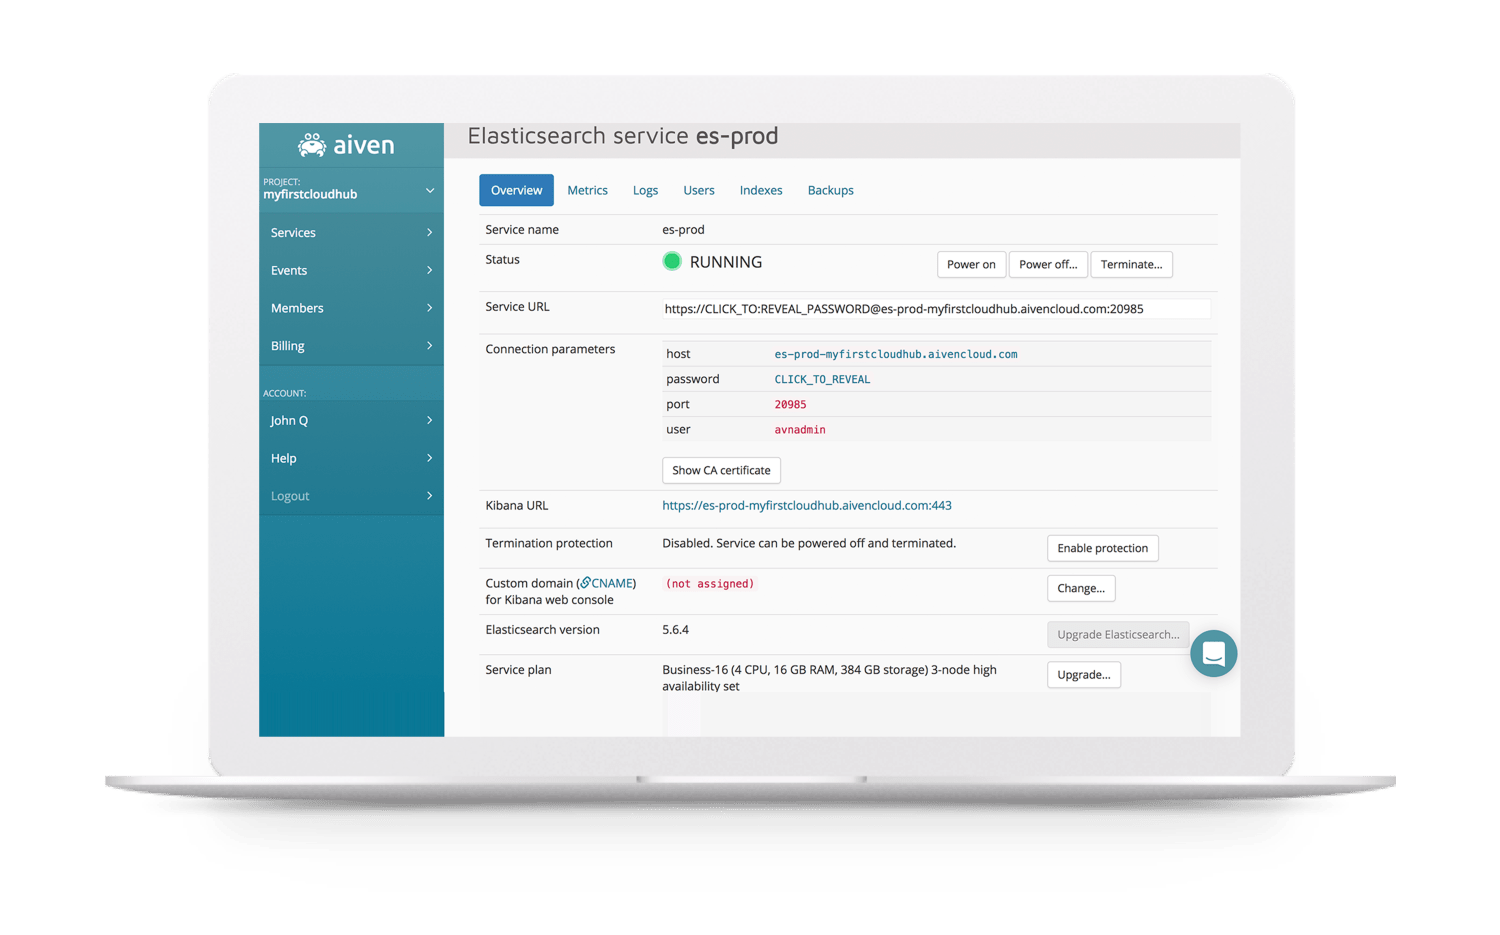 aiven
Elasticsearch service es-prod
PROJECT:
myfirstcloudhub
Services
Events
Members
Billing
ACCOUNT:
John Q
Help
Logout
Overview Metrics Logs Users Indexes Backups
Service name es-prod
Status RUNNING Power on Power off... Terminate...
Service URL https://CLICK_TO:REVEAL_PASSWORD@es-prod-myfirstcloudhub.aivencloud.com:20985
Connection parameters host es-prod-myfirstcloudhub.aivencloud.com
password CLICK_TO_REVEAL
port 20985
user avnadmin
Show CA certificate
Kibana URL https://es-prod-myfirstcloudhub.aivencloud.com:443
Termination protection Disabled. Service can be powered off and terminated. Enable protection
Custom domain (CNAME) (not assigned) Change...
for Kibana web console
Elasticsearch version 5.6.4 Upgrade Elasticsearch...
Service plan Business-16 (4 CPU, 16 GB RAM, 384 GB storage) 3-node high Upgrade...
availability set